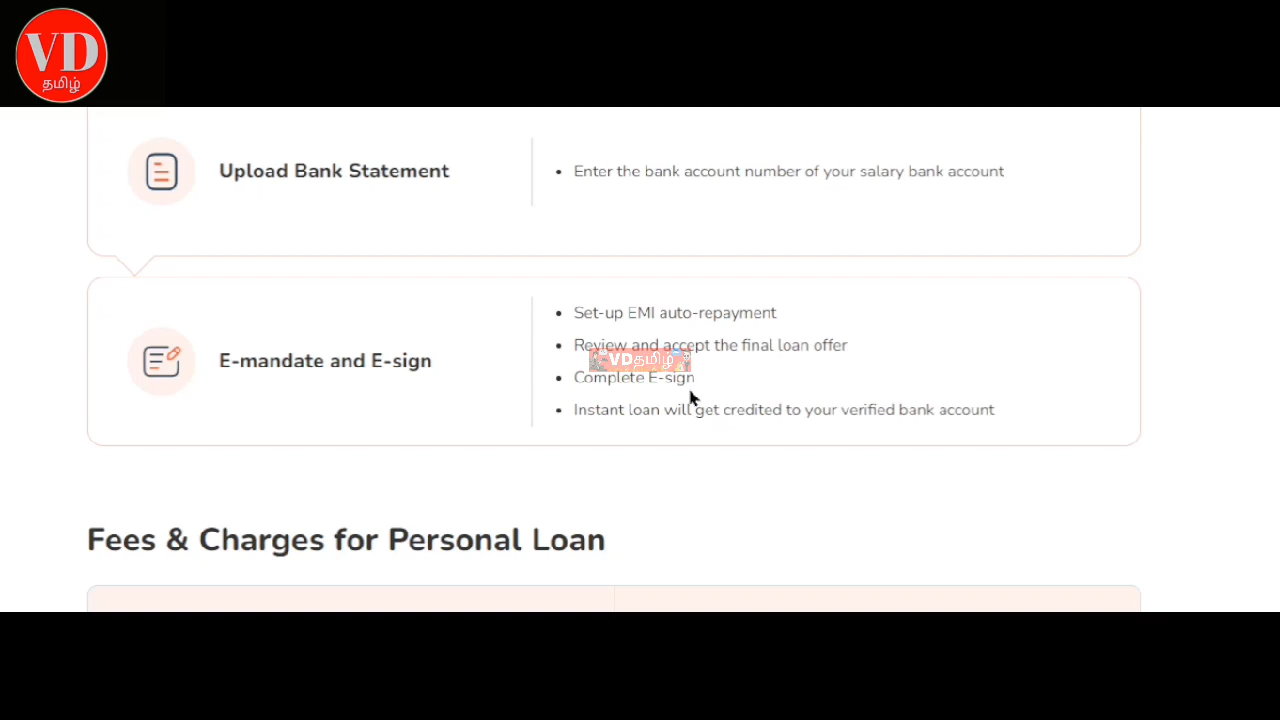 VD
தமிழ்
Upload Bank Statement
Enter the bank account number of your salary bank account
E-mandate and E-sign
Set-up EMI auto-repayment
Review and accept the final loan offer
VDதமிழ்
Complete E-sign
Instant loan will get credited to your verified bank account
Fees & Charges for Personal Loan